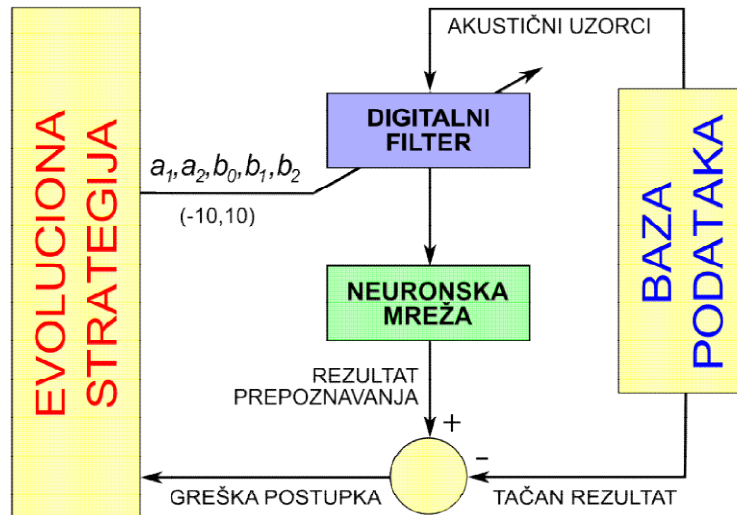 AKUSTIČNI UZORCI
EVOLUCIONA
STRATEGIJA
DIGITALNI
FILTER
a₁,a₂,b₀,b₁,b₂
(-10,10)
BAZA
PODATAKA
NEURONSKA
MREŽA
REZULTAT
PREPOZNAVANJA
+
-
GREŠKA POSTUPKA
TAČAN REZULTAT